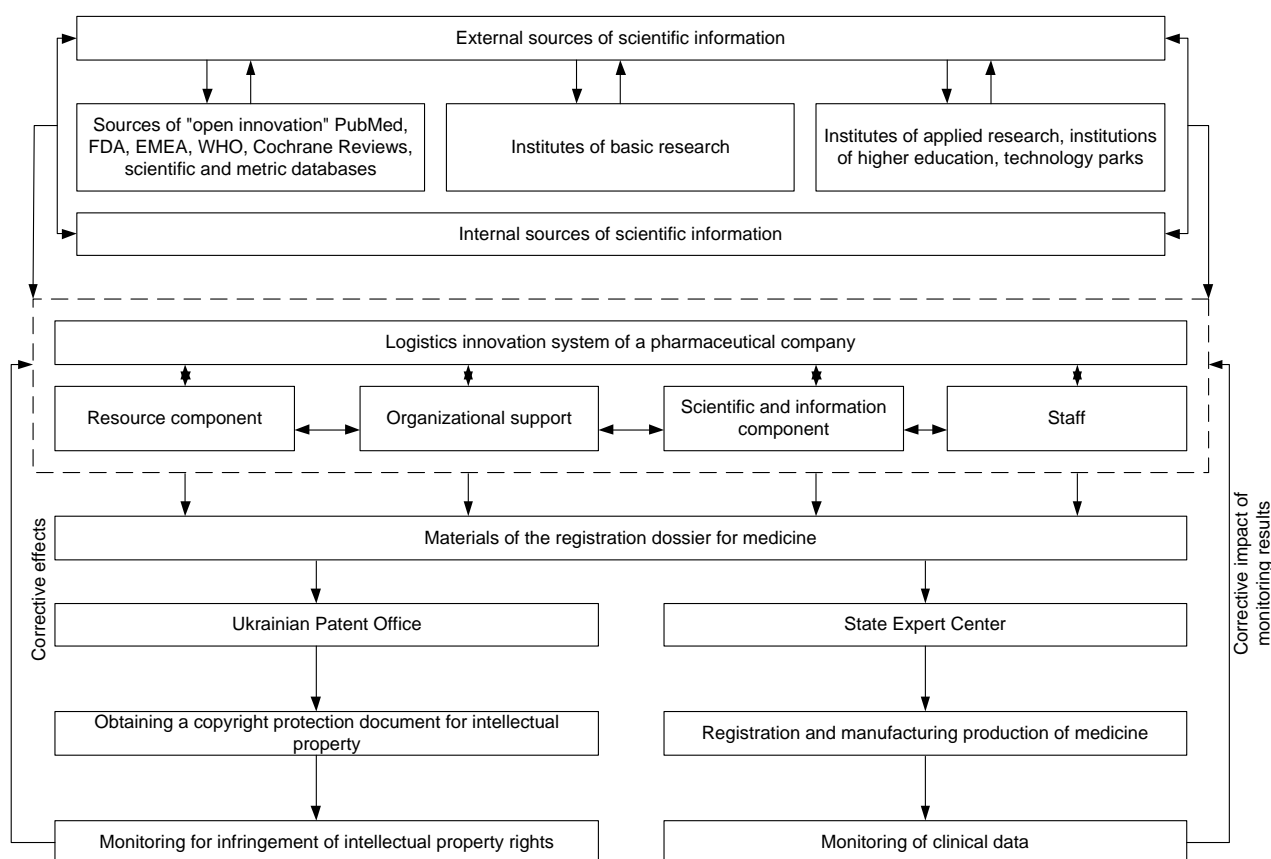 External sources of scientific information
Sources of "open innovation" PubMed,
FDA, EMEA, WHO, Cochrane Reviews,
scientific and metric databases
Institutes of basic research
Institutes of applied research, institutions
of higher education, technology parks
Internal sources of scientific information
Logistics innovation system of a pharmaceutical company
Resource component
Organizational support
Scientific and information
component
Staff
Materials of the registration dossier for medicine
Corrective effects
Corrective impact of
monitoring results
Ukrainian Patent Office
State Expert Center
Obtaining a copyright protection document for intellectual
property
Registration and manufacturing production of medicine
Monitoring for infringement of intellectual property rights
Monitoring of clinical data